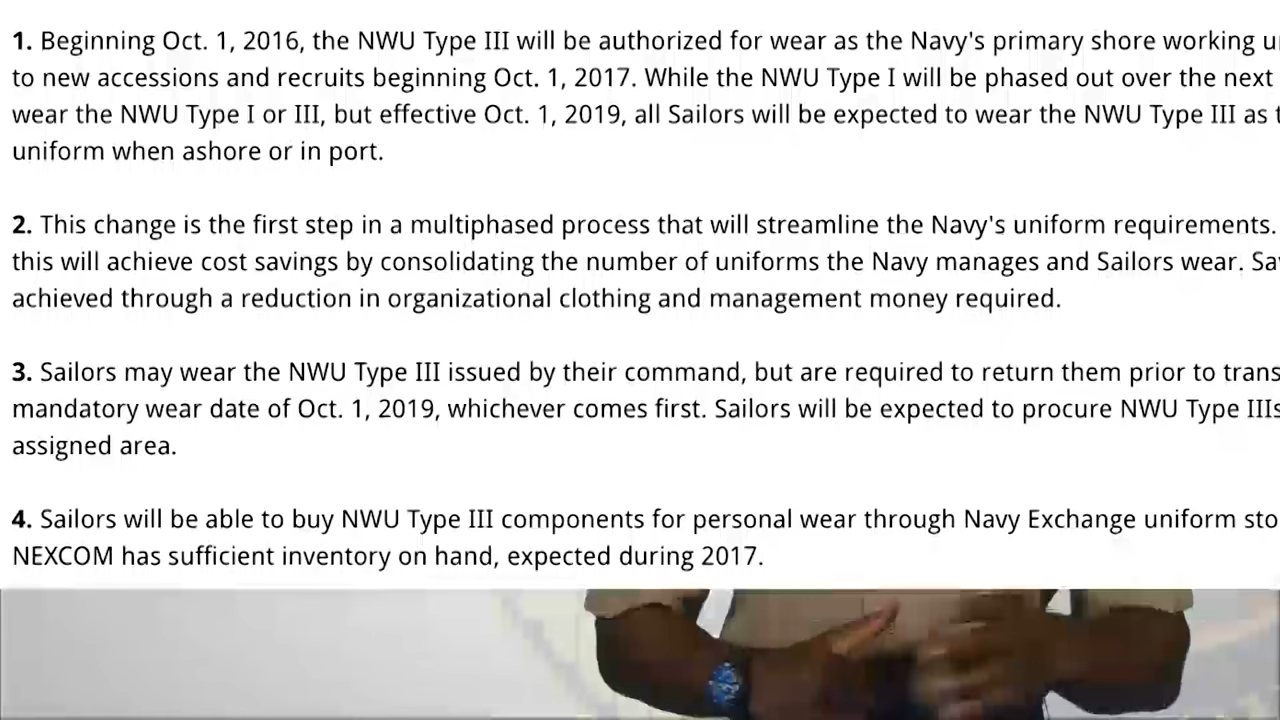 1. Beginning Oct. 1, 2016, the NWU Type III will be authorized for wear as the Navy's primary shore working
to new accessions and recruits beginning Oct. 1, 2017. While the NWU Type I will be phased out over the next
wear the NWU Type I or III, but effective Oct. 1, 2019, all Sailors will be expected to wear the NWU Type III as
uniform when ashore or in port.
2. This change is the first step in a multiphased process that will streamline the Navy's uniform requirements.
this will achieve cost savings by consolidating the number of uniforms the Navy manages and Sailors wear.
achieved through a reduction in organizational clothing and management money required.
3. Sailors may wear the NWU Type III issued by their command, but are required to return them prior to
mandatory wear date of Oct. 1, 2019, whichever comes first. Sailors will be expected to procure NWU Type IIIs
assigned area.
4. Sailors will be able to buy NWU Type III components for personal wear through Navy Exchange uniform
NEXCOM has sufficient inventory on hand, expected during 2017.